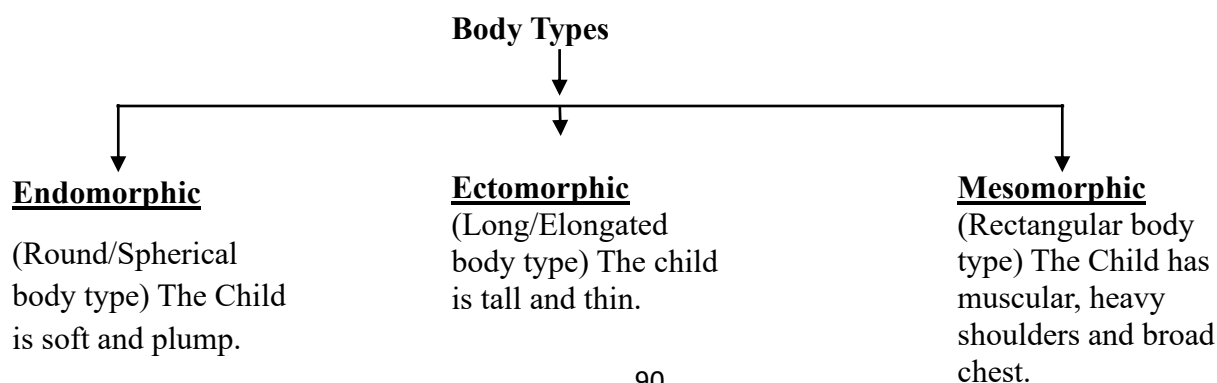 Body Types
Endomorphic
(Round/Spherical
body type) The Child
is soft and plump.
Ectomorphic
(Long/Elongated
body type) The child
is tall and thin.
Mesomorphic
(Rectangular body
type) The Child has
muscular, heavy
shoulders and broad
chest.
90